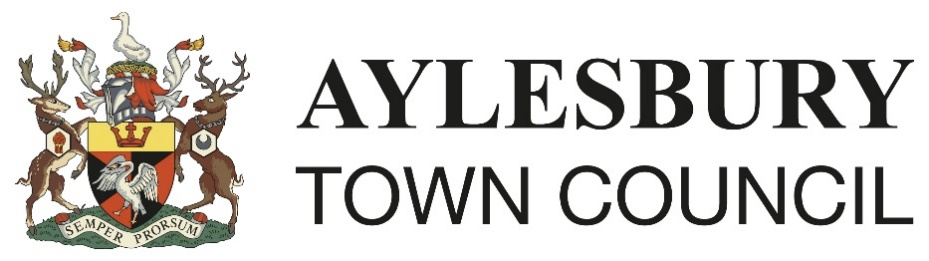 AYLESBURY
TOWN COUNCIL
SEMPER PRORSUM